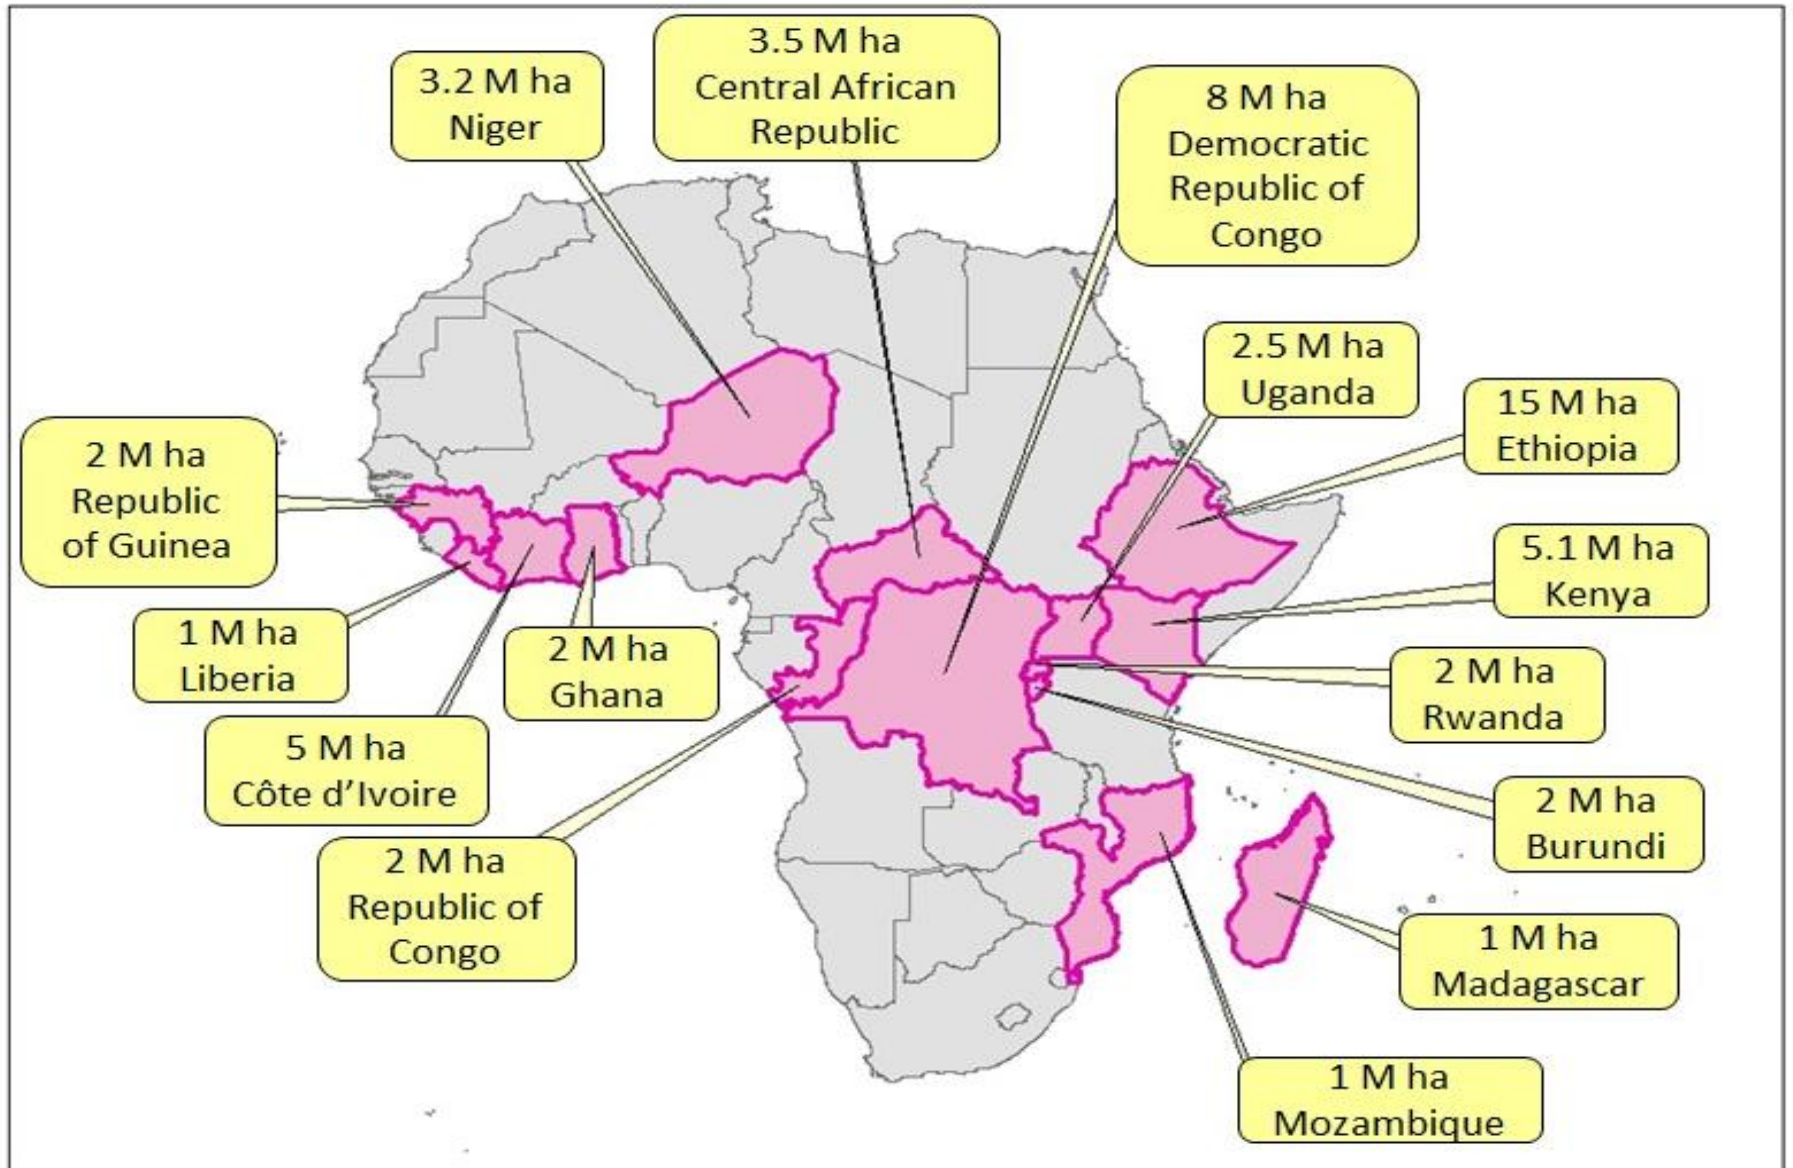 3.2 M ha
Niger
3.5 M ha
Central African
Republic
8 M ha
Democratic
Republic of
Congo
2.5 M ha
Uganda
15 M ha
Ethiopia
2 M ha
Republic
of Guinea
5.1 M ha
Kenya
1 M ha
Liberia
2 M ha
Ghana
2 M ha
Rwanda
5 M ha
Côte d’Ivoire
2 M ha
Burundi
2 M ha
Republic of
Congo
1 M ha
Madagascar
1 M ha
Mozambique